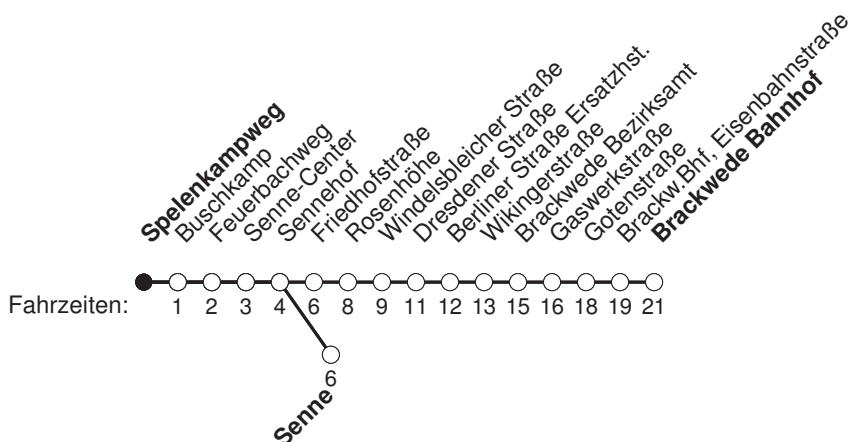 Spelenkampweg
Buschkamp
Feuerbachweg
Senne-Center
Sennehof
Friedhofstraße
Rosenhöhe
Windelsbleicher Straße
Dresdener Straße
Berliner Straße Ersatzhst.
Wikingerstraße
Brackwede Bezirksamt
Gaswerkstraße
Gotenstraße
Brackw.Bhf, Eisenbahnstraße
Brackwede Bahnhof
Fahrzeiten: 1 2 3 4 6 8 9 11 12 13 15 16 18 19 21
6
Senne